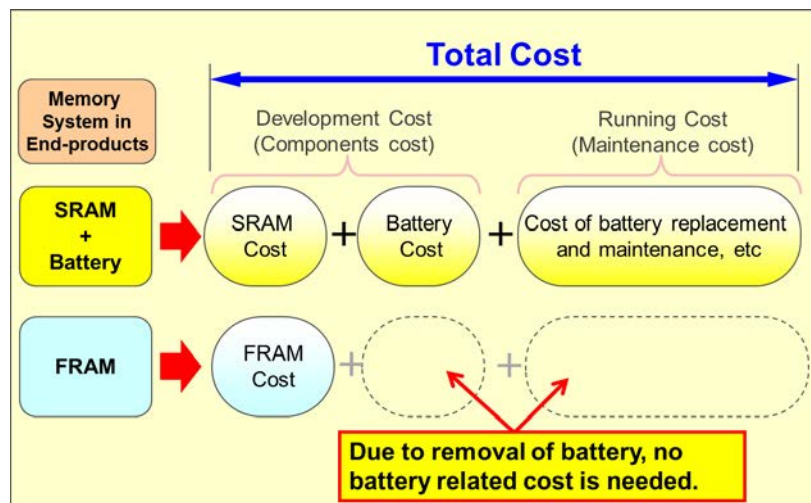 Total Cost
Memory
System in
End-products
Development Cost
(Components cost)
Running Cost
(Maintenance cost)
SRAM
+
Battery
SRAM
Cost
+
Battery
Cost
+
Cost of battery replacement
and maintenance, etc
FRAM
FRAM
Cost
+
+
Due to removal of battery, no
battery related cost is needed.